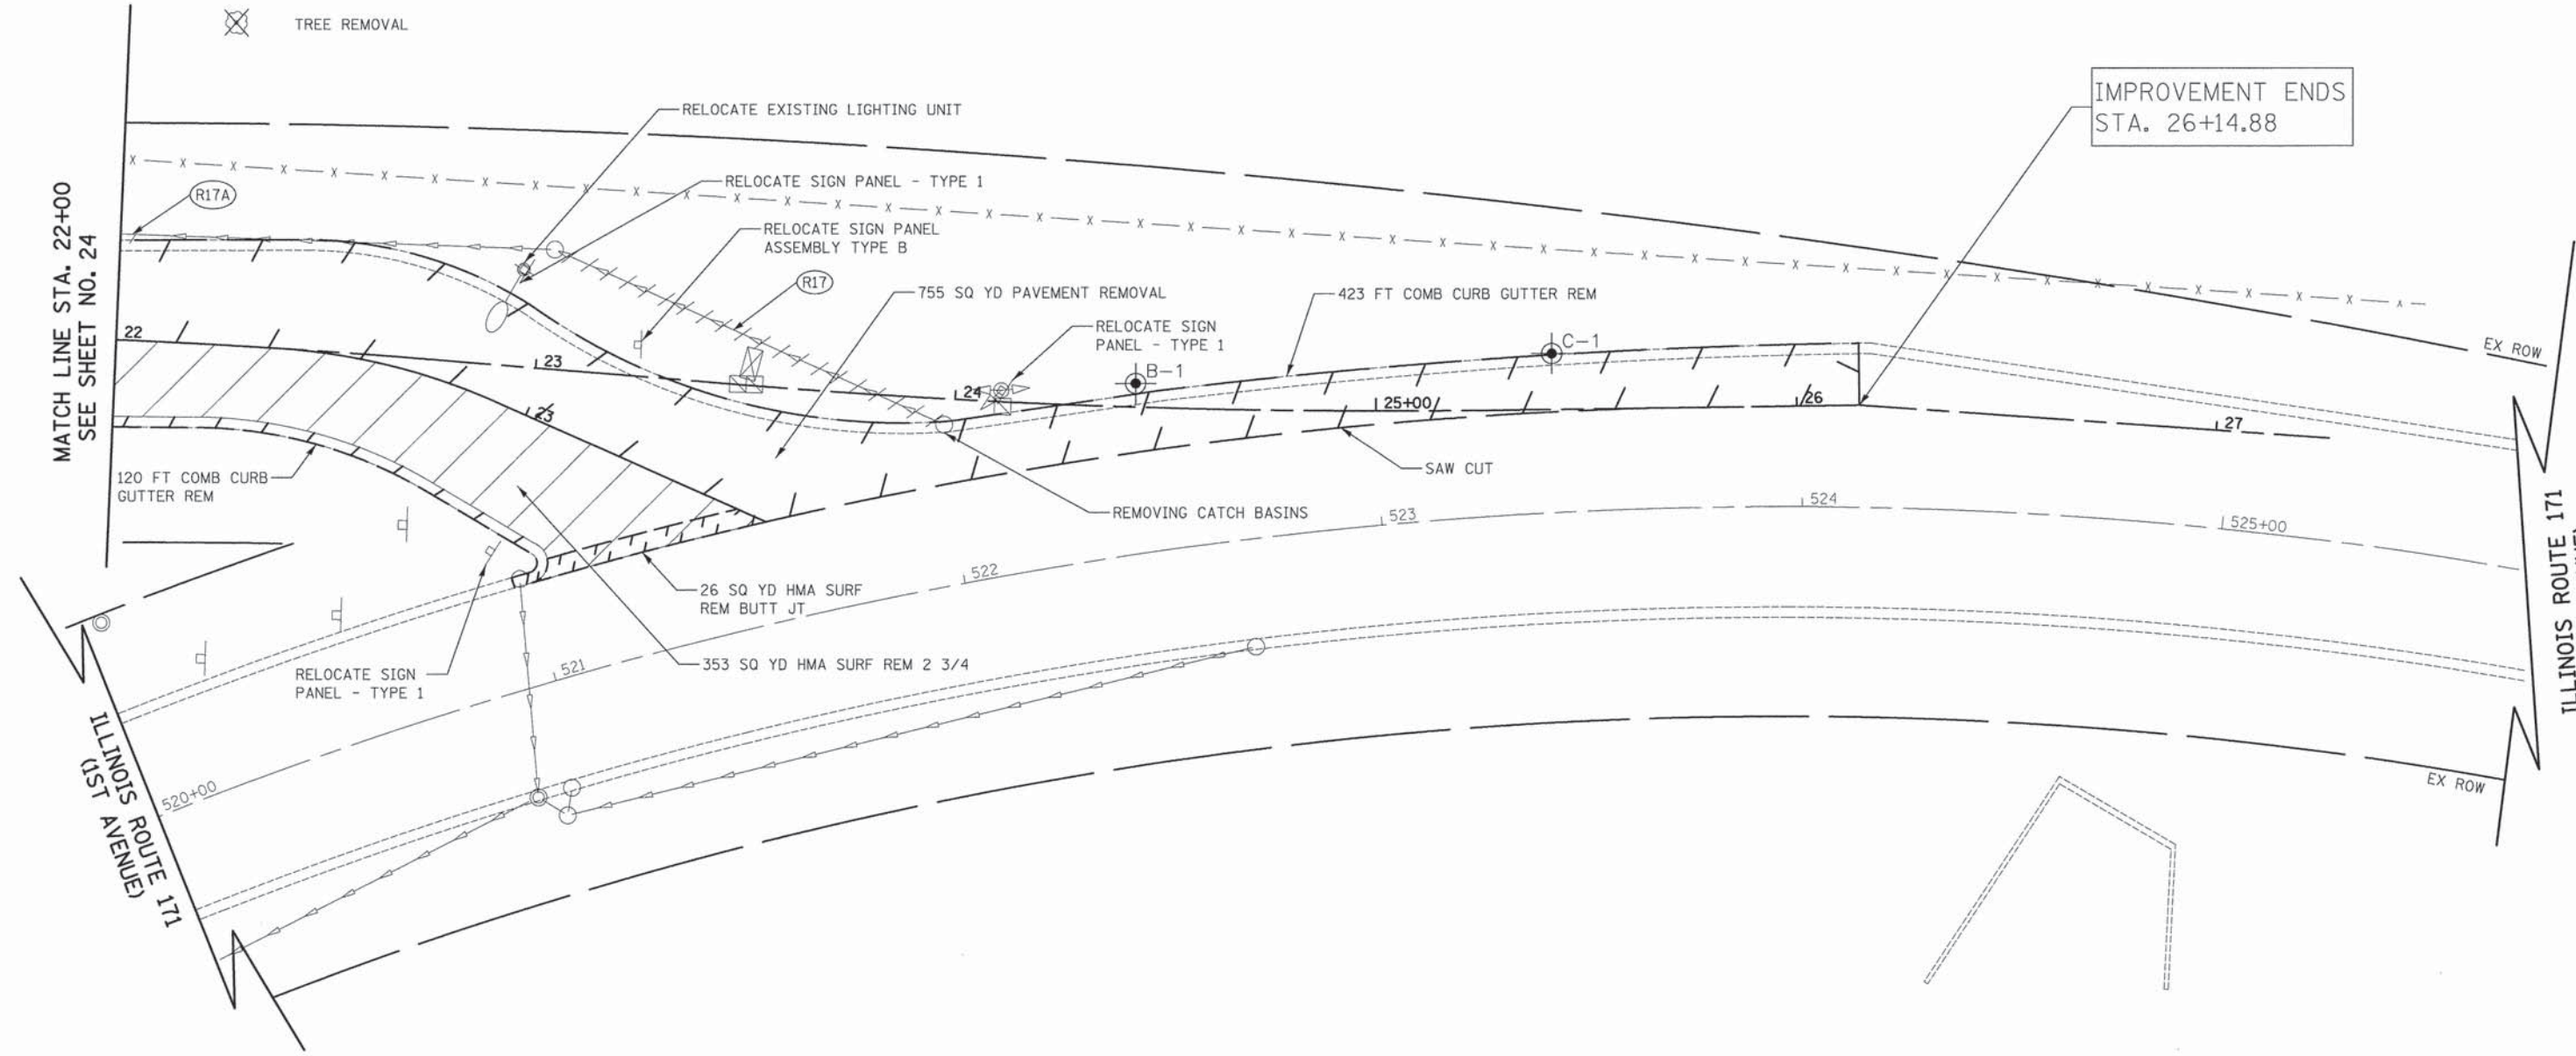 TREE REMOVAL
IMPROVEMENT ENDS
STA. 26+14.88
RELOCATE EXISTING LIGHTING UNIT
RELOCATE SIGN PANEL - TYPE 1
RELOCATE SIGN PANEL
ASSEMBLY TYPE B
MATCH LINE STA. 22+00
SEE SHEET NO. 24
R17A
R17
755 SQ YD PAVEMENT REMOVAL
423 FT COMB CURB GUTTER REM
RELOCATE SIGN
PANEL - TYPE 1
C-1
B-1
EX ROW
22
23
24
25+00
26
27
23
120 FT COMB CURB
GUTTER REM
SAW CUT
REMOVING CATCH BASINS
520+00
521
522
523
524
525+00
26 SQ YD HMA SURF
REM BUTT JT
353 SQ YD HMA SURF REM 2 3/4
RELOCATE SIGN
PANEL - TYPE 1
ILLINOIS ROUTE 171
(1ST AVENUE)
ILLINOIS ROUTE 171
EX ROW